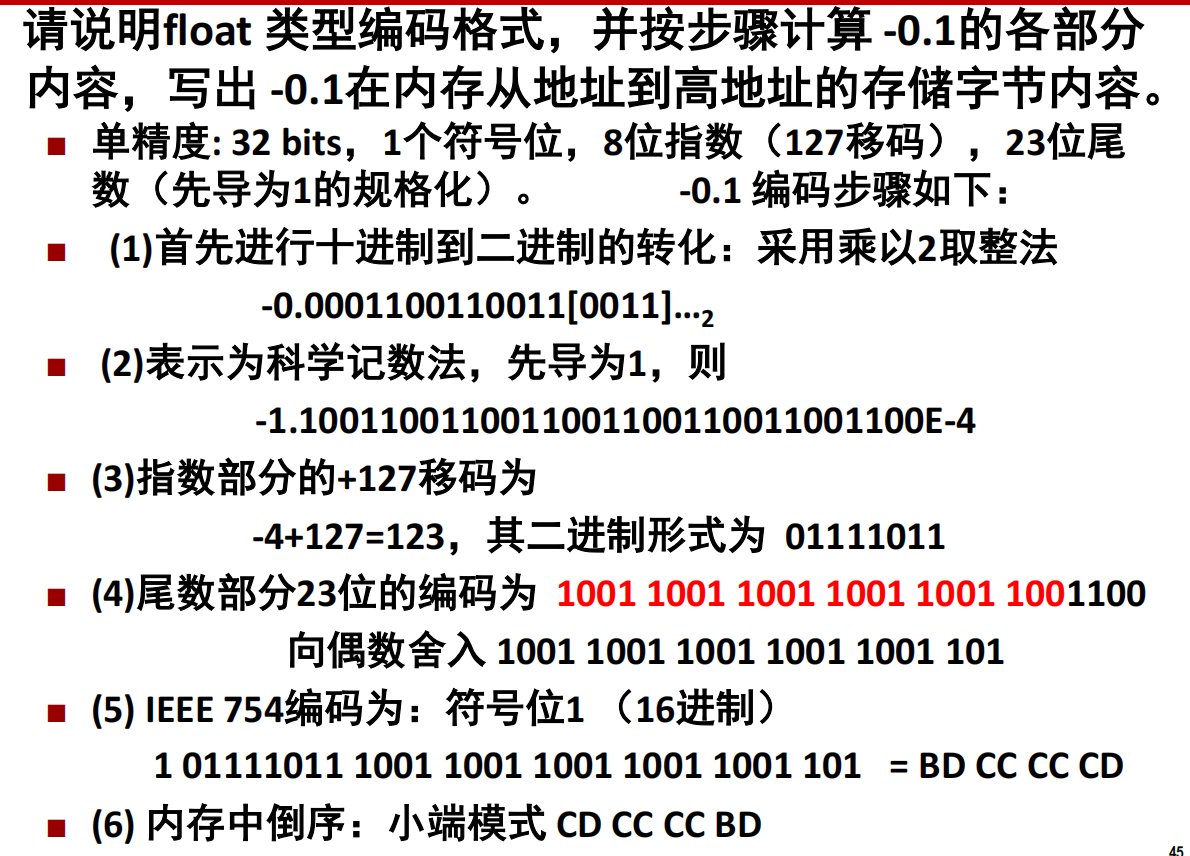 请说明float 类型编码格式，并按步骤计算 -0.1的各部分
内容，写出 -0.1在内存从地址到高地址的存储字节内容。
■ 单精度: 32 bits，1个符号位，8位指数（127移码），23位尾
数（先导为1的规格化）。 -0.1 编码步骤如下：
■ (1)首先进行十进制到二进制的转化：采用乘以2取整法
-0.0001100110011[0011]…2
■ (2)表示为科学记数法，先导为1，则
-1.1001100110011001100110011001100E-4
■ (3)指数部分的+127移码为
-4+127=123，其二进制形式为 01111011
■ (4)尾数部分23位的编码为 1001 1001 1001 1001 1001 1001100
向偶数舍入 1001 1001 1001 1001 1001 101
■ (5) IEEE 754编码为：符号位1 （16进制）
1 01111011 1001 1001 1001 1001 1001 101 = BD CC CC CD
■ (6) 内存中倒序：小端模式 CD CC CC BD
45